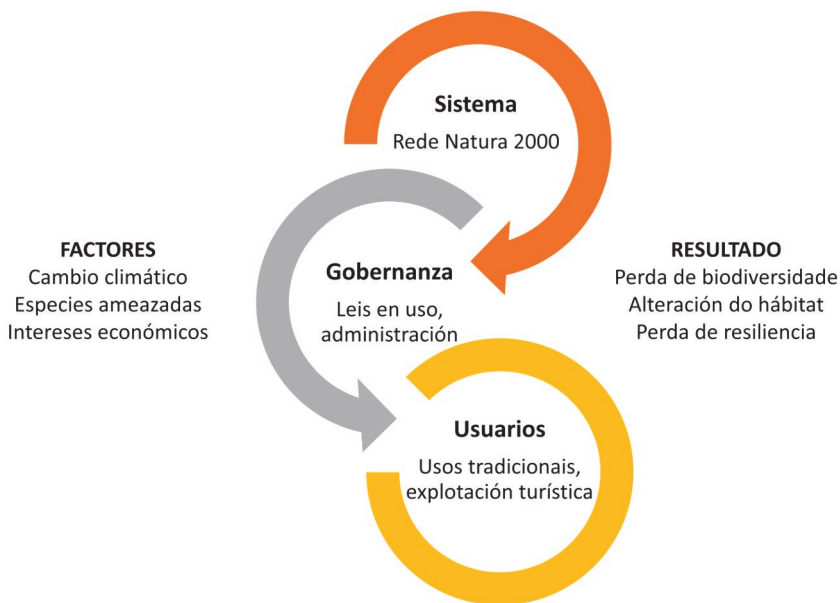 Sistema
Rede Natura 2000
FACTORES
Cambio climático
Especies ameazadas
Intereses económicos
Gobernanza
Leis en uso,
administración
RESULTADO
Perda de biodiversidade
Alteración do hábitat
Perda de resiliencia
Usuarios
Usos tradicionais,
explotación turística